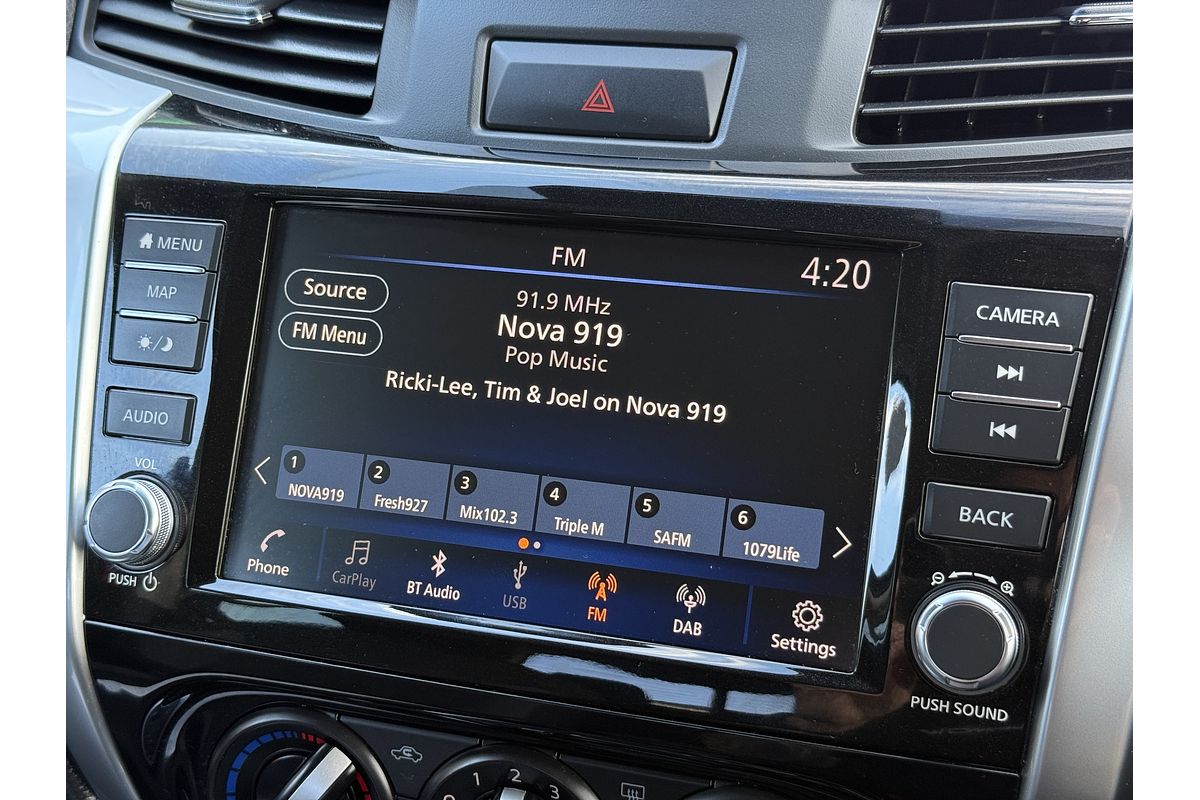 MENU
MAP
AUDIO
VOL
PUSH
FM
4:20
Source
FM Menu
91.9 MHz
Nova 919
Pop Music
Ricki-Lee, Tim & Joel on Nova 919
1 NOVA919
2 Fresh927
3 Mix102.3
4 Triple M
5 SAFM
6 1079Life
Phone
CarPlay
BT Audio
USB
FM
DAB
Settings
CAMERA
BACK
PUSH SOUND
0 1 2 3